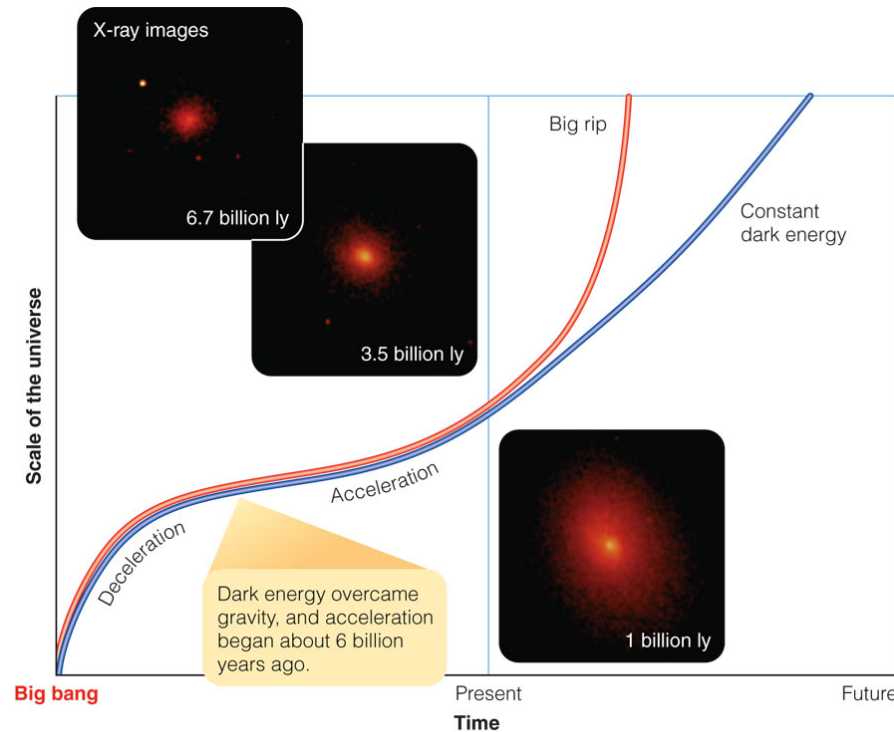 X-ray images
6.7 billion ly
3.5 billion ly
Big rip
Constant
dark energy
Scale of the universe
Deceleration
Acceleration
Dark energy overcame
gravity, and acceleration
began about 6 billion
years ago.
1 billion ly
Big bang
Present
Future
Time